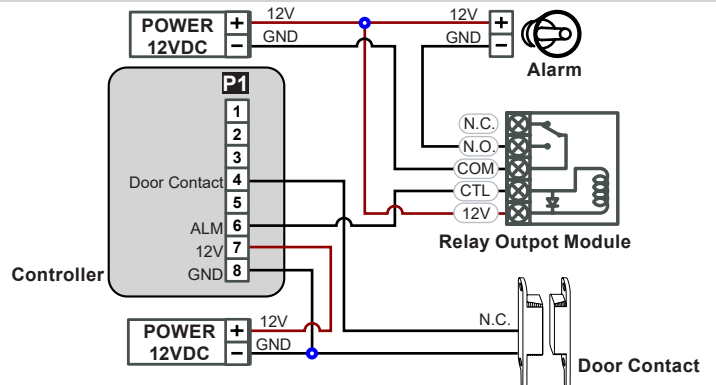 POWER
12VDC
+
−
12V
GND
12V
GND
+
−
Alarm
P1
1
2
3
Door Contact 4
5
ALM 6
12V 7
GND 8
Controller
N.C.
N.O.
COM
CTL
12V
Relay Outpot Module
POWER
12VDC
+
−
12V
GND
N.C.
Door Contact